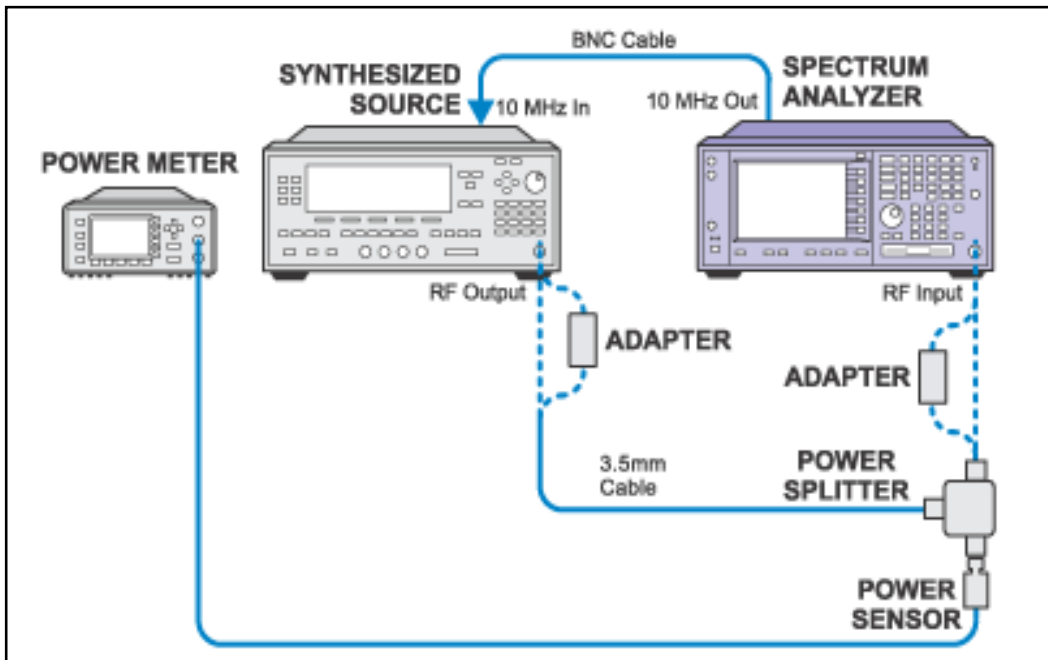 BNC Cable
SYNTHESIZED
SOURCE
10 MHz In
10 MHz Out
SPECTRUM
ANALYZER
POWER METER
RF Output
RF Input
ADAPTER
ADAPTER
3.5mm
Cable
POWER
SPLITTER
POWER
SENSOR